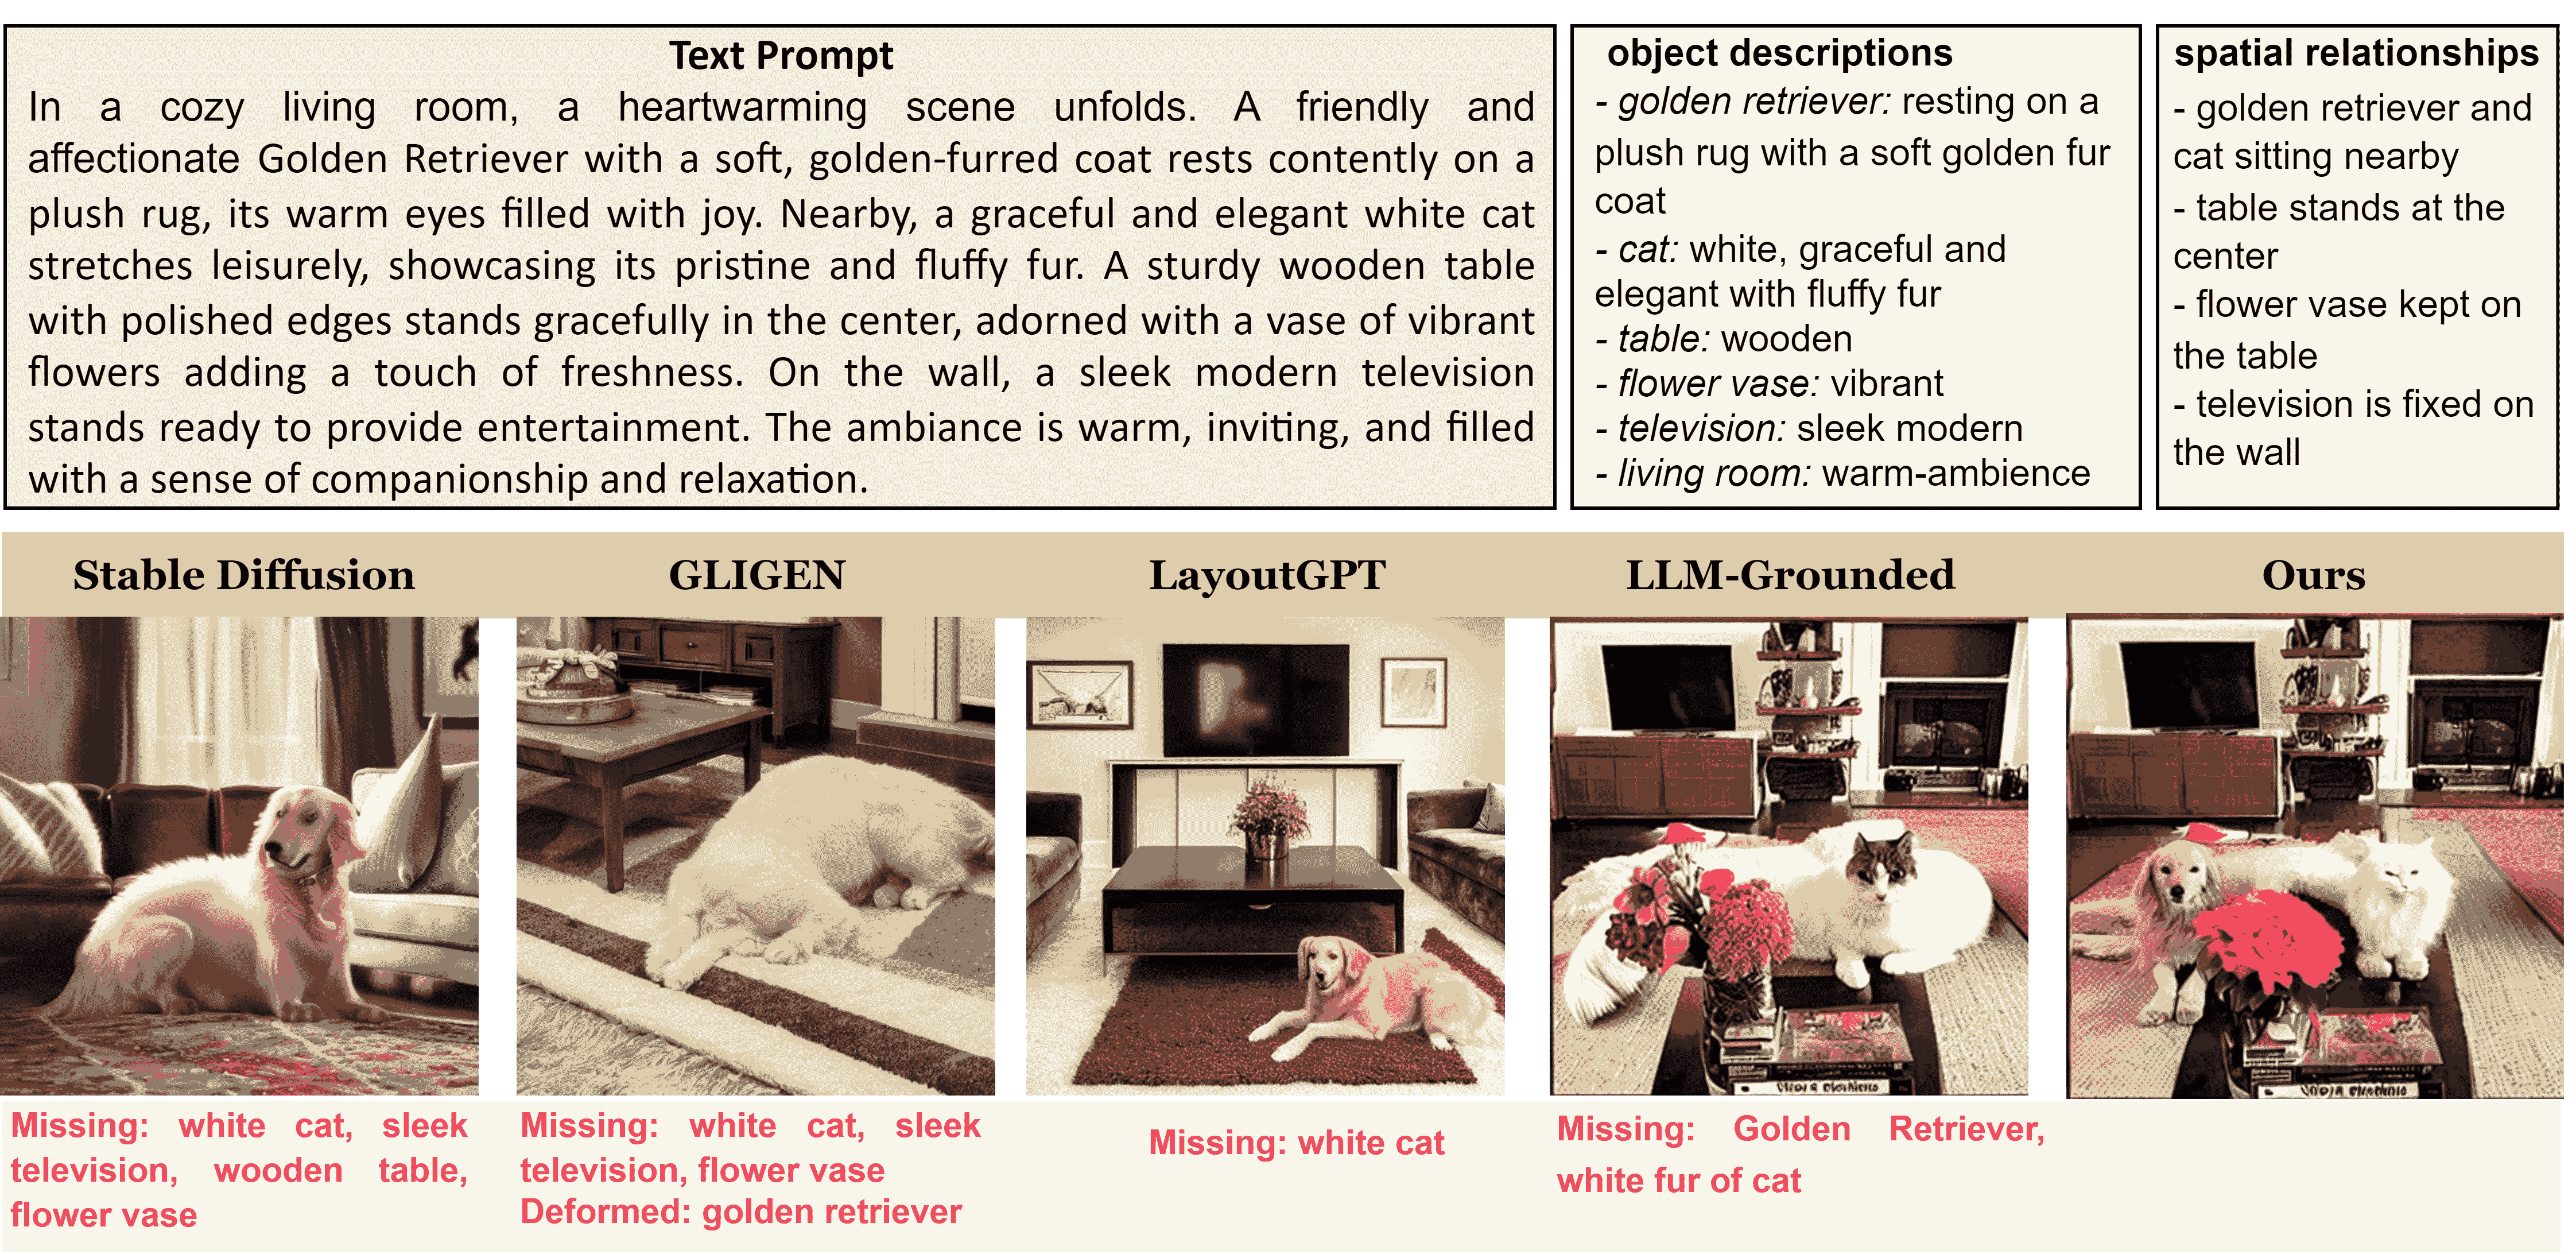 Text Prompt
In a cozy living room, a heartwarming scene unfolds. A friendly and
affectionate Golden Retriever with a soft, golden-furred coat rests contently on a
plush rug, its warm eyes filled with joy. Nearby, a graceful and elegant white cat
stretches leisurely, showcasing its pristine and fluffy fur. A sturdy wooden table
with polished edges stands gracefully in the center, adorned with a vase of vibrant
flowers adding a touch of freshness. On the wall, a sleek modern television
stands ready to provide entertainment. The ambiance is warm, inviting, and filled
with a sense of companionship and relaxation.
object descriptions
- golden retriever: resting on a
plush rug with a soft golden fur
coat
- cat: white, graceful and
elegant with fluffy fur
- table: wooden
- flower vase: vibrant
- television: sleek modern
- living room: warm-ambience
spatial relationships
- golden retriever and
cat sitting nearby
- table stands at the
center
- flower vase kept on
the table
- television is fixed on
the wall
Stable Diffusion
GLIGEN
LayoutGPT
LLM-Grounded
Ours
Missing: white cat, sleek
television, wooden table,
flower vase
Missing: white cat, sleek
television, flower vase
Deformed: golden retriever
Missing: white cat
Missing: Golden Retriever,
white fur of cat